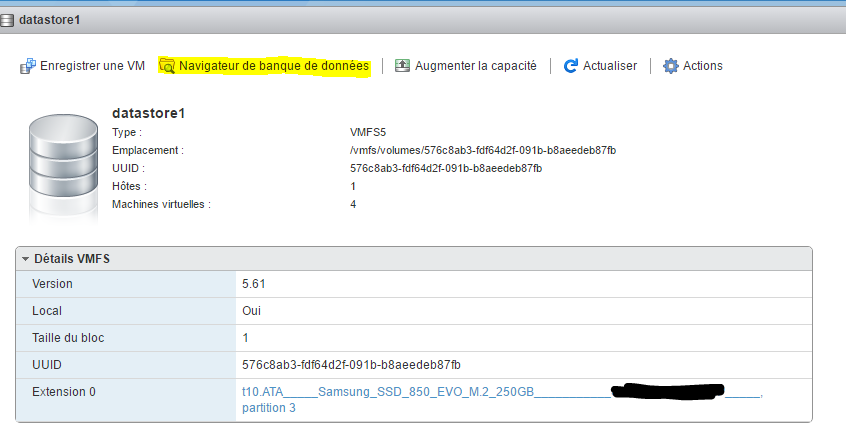 datastore1
Enregistrer une VM Navigateur de banque de données Augmenter la capacité Actualiser Actions
datastore1
Type : VMFS5
Emplacement : /vmfs/volumes/576c8ab3-fdf64d2f-091b-b8aeedeb87fb
UUID : 576c8ab3-fdf64d2f-091b-b8aeedeb87fb
Hôtes : 1
Machines virtuelles : 4
Détails VMFS
Version 5.61
Local Oui
Taille du bloc 1
UUID 576c8ab3-fdf64d2f-091b-b8aeedeb87fb
Extension 0 t10.ATA_____Samsung_SSD_850_EVO_M.2_250GB___________ _____,
partition 3